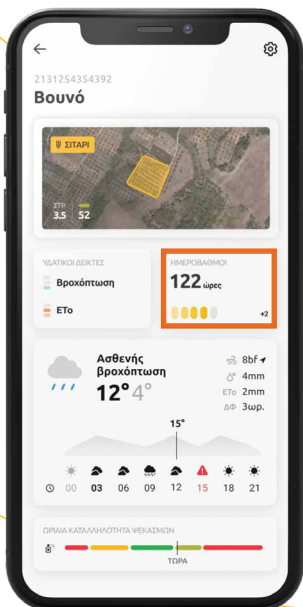 2131254354392
Βουνό
ΣΙΤΑΡΙ
ΣΤΡ
3.5 52
ΥΔΑΤΙΚΟΙ ΔΕΙΚΤΕΣ
Βροχόπτωση
ETo
ΗΜΕΡΟΒΑΘΜΟΙ
122 ώρες
+2
Ασθενής
βροχόπτωση
12° 4°
8bf
4mm
ETo 2mm
ΔΦ 3ωρ.
15°
00 03 06 09 12 15 18 21
ΩΡΙΑΙΑ ΚΑΤΑΛΛΗΛΟΤΗΤΑ ΨΕΚΑΣΜΩΝ
ΤΩΡΑ